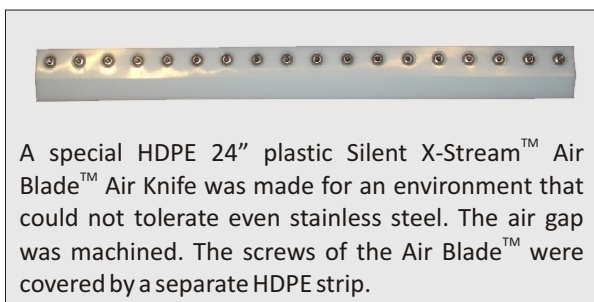 A special HDPE 24” plastic Silent X-Stream™ Air
Blade™ Air Knife was made for an environment that
could not tolerate even stainless steel. The air gap
was machined. The screws of the Air Blade™ were
covered by a separate HDPE strip.